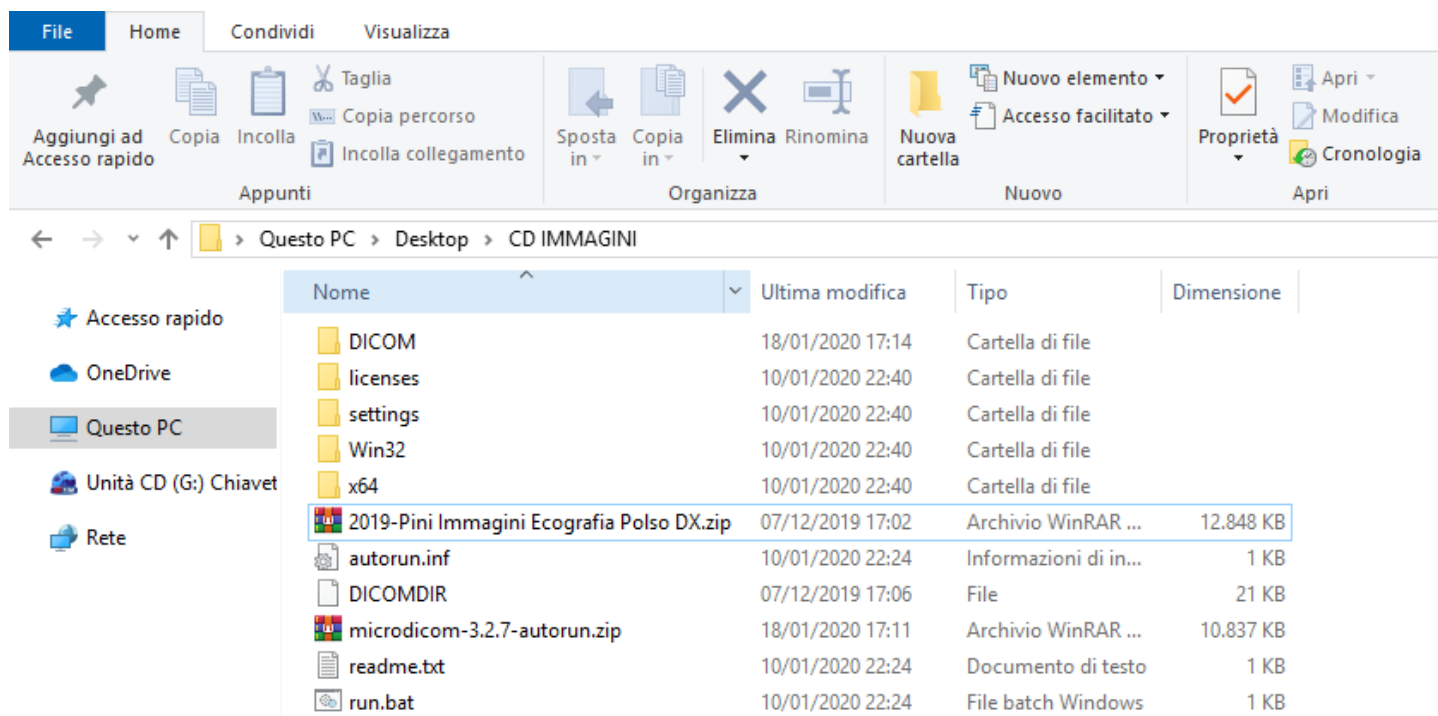 File Home Condividi Visualizza
Aggiungi ad
Accesso rapido
Copia
Incolla
Taglia
Copia percorso
Incolla collegamento
Appunti
Sposta
in
Copia
in
Elimina
Rinomina
Organizza
Nuova
cartella
Nuovo elemento
Accesso facilitato
Nuovo
Proprietà
Apri
Modifica
Cronologia
Apri
Questo PC > Desktop > CD IMMAGINI
Accesso rapido
OneDrive
Questo PC
Unità CD (G:) Chiavet
Rete
Nome Ultima modifica Tipo Dimensione
DICOM 18/01/2020 17:14 Cartella di file
licenses 10/01/2020 22:40 Cartella di file
settings 10/01/2020 22:40 Cartella di file
Win32 10/01/2020 22:40 Cartella di file
x64 10/01/2020 22:40 Cartella di file
2019-Pini Immagini Ecografia Polso DX.zip 07/12/2019 17:02 Archivio WinRAR ... 12.848 KB
autorun.inf 10/01/2020 22:24 Informazioni di in... 1 KB
DICOMDIR 07/12/2019 17:06 File 21 KB
microdicom-3.2.7-autorun.zip 18/01/2020 17:11 Archivio WinRAR ... 10.837 KB
readme.txt 10/01/2020 22:24 Documento di testo 1 KB
run.bat 10/01/2020 22:24 File batch Windows 1 KB